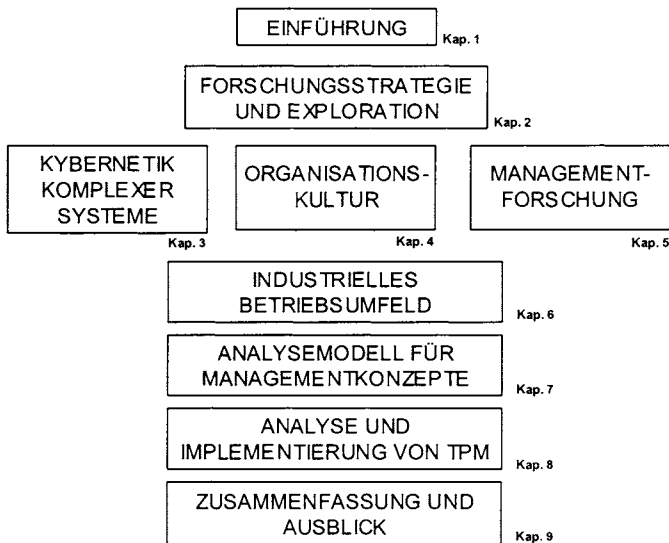 EINFÜHRUNG
Kap. 1
FORSCHUNGSSTRATEGIE
UND EXPLORATION
Kap. 2
KYBERNETIK
KOMPLEXER
SYSTEME
Kap. 3
ORGANISATIONS-
KULTUR
Kap. 4
MANAGEMENT-
FORSCHUNG
Kap. 5
INDUSTRIELLES
BETRIEBSUMFELD
Kap. 6
ANALYSEMODELL FÜR
MANAGEMENTKONZEPTE
Kap. 7
ANALYSE UND
IMPLEMENTIERUNG VON TPM
Kap. 8
ZUSAMMENFASSUNG UND
AUSBLICK
Kap. 9